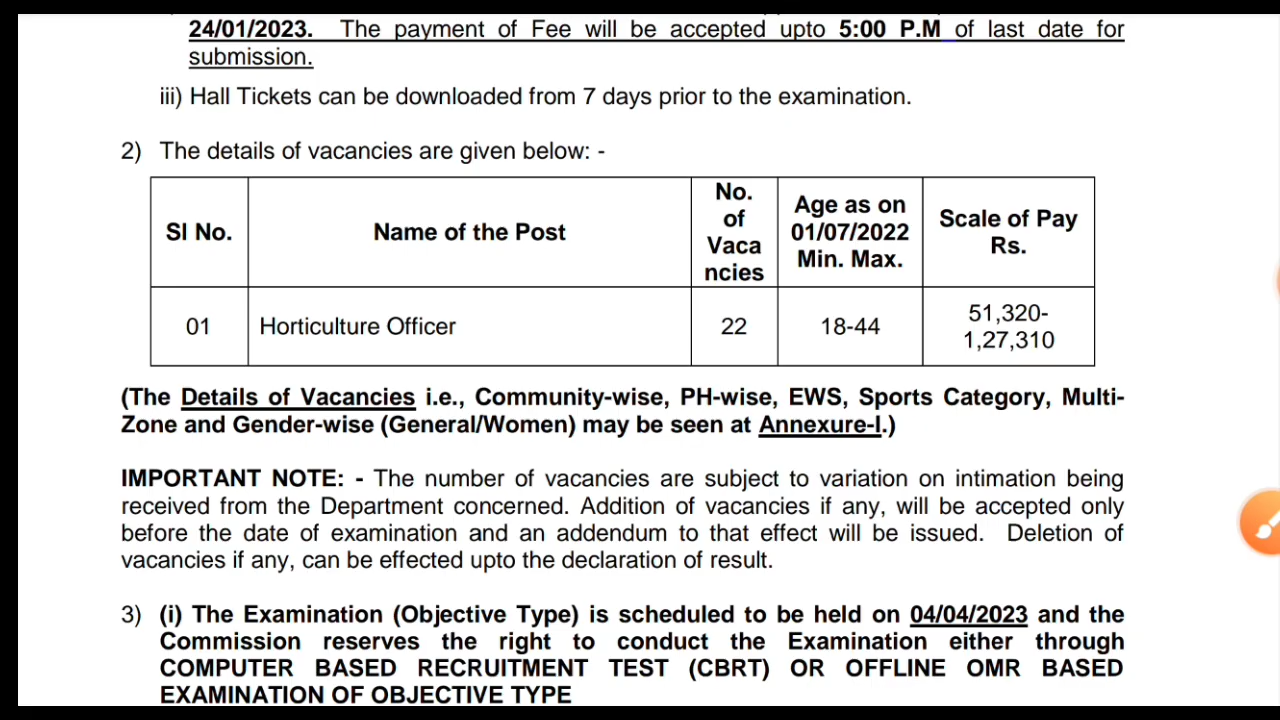 24/01/2023. The payment of Fee will be accepted upto 5:00 P.M of last date for
submission.
iii) Hall Tickets can be downloaded from 7 days prior to the examination.
2) The details of vacancies are given below: -
Sl No.
Name of the Post
No.
of
Vaca
ncies
Age as on
01/07/2022
Min. Max.
Scale of Pay
Rs.
01
Horticulture Officer
22
18-44
51,320-
1,27,310
(The Details of Vacancies i.e., Community-wise, PH-wise, EWS, Sports Category, Multi-
Zone and Gender-wise (General/Women) may be seen at Annexure-I.)
IMPORTANT NOTE: - The number of vacancies are subject to variation on intimation being
received from the Department concerned. Addition of vacancies if any, will be accepted only
before the date of examination and an addendum to that effect will be issued. Deletion of
vacancies if any, can be effected upto the declaration of result.
3) (i) The Examination (Objective Type) is scheduled to be held on 04/04/2023 and the
Commission reserves the right to conduct the Examination either through
COMPUTER BASED RECRUITMENT TEST (CBRT) OR OFFLINE OMR BASED
EXAMINATION OF OBJECTIVE TYPE